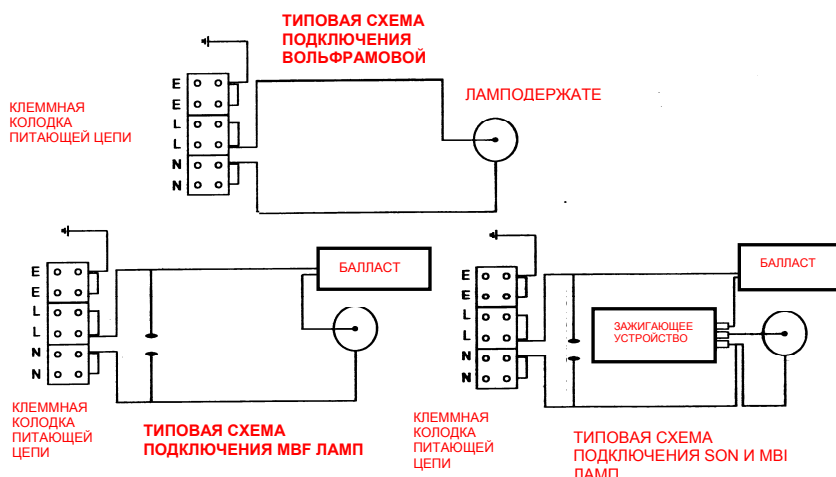 ТИПОВАЯ СХЕМА
ПОДКЛЮЧЕНИЯ
ВОЛЬФРАМОВОЙ
КЛЕММНАЯ
КОЛОДКА
ПИТАЮЩЕЙ ЦЕПИ
E
E
L
L
N
N
ЛАМПОДЕРЖАТЕ
E
E
L
L
N
N
БАЛЛАСТ
КЛЕММНАЯ
КОЛОДКА
ПИТАЮЩЕЙ
ЦЕПИ
ТИПОВАЯ СХЕМА
ПОДКЛЮЧЕНИЯ MBF ЛАМП
E
E
L
L
N
N
БАЛЛАСТ
ЗАЖИГАЮЩЕЕ
УСТРОЙСТВО
КЛЕММНАЯ
КОЛОДКА
ПИТАЮЩЕЙ
ЦЕПИ
ТИПОВАЯ СХЕМА
ПОДКЛЮЧЕНИЯ SON И MBI
ЛАМП